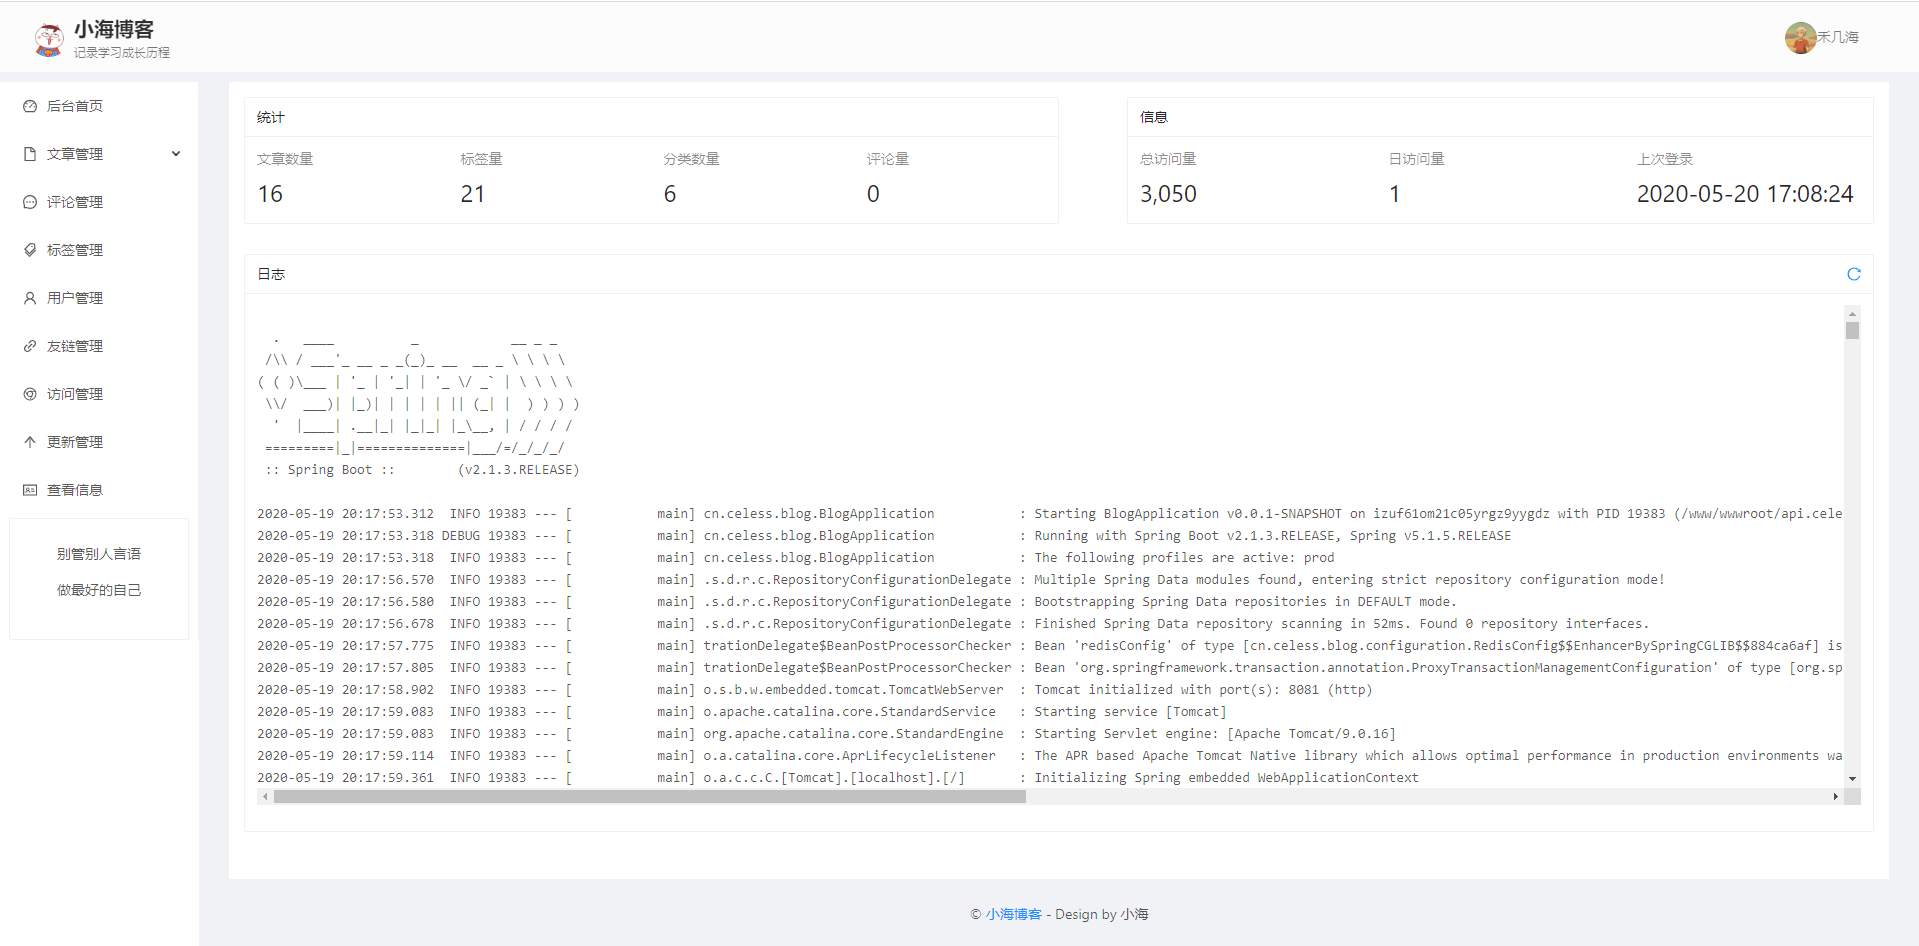 小海博客
记录学习成长历程
禾几海
后台首页
文章管理
评论管理
标签管理
用户管理
友链管理
访问管理
更新管理
查看信息
别管别人言语
做最好的自己
统计
文章数量 标签量 分类数量 评论量
16 21 6 0
信息
总访问量 日访问量 上次登录
3,050 1 2020-05-20 17:08:24
日志
  .   ____          _            __ _ _
 /\\ / ___'_ __ _ _(_)_ __  __ _ \ \ \ \
( ( )\___ | '_ | '_| | '_ \/ _` | \ \ \ \
 \\/  ___)| |_)| | | | | || (_| |  ) ) ) )
  '  |____| .__|_| |_|_| |_\__, | / / / /
 =========|_|==============|___/=/_/_/_/
 :: Spring Boot ::        (v2.1.3.RELEASE)
2020-05-19 20:17:53.312  INFO 19383 --- [           main] cn.celess.blog.BlogApplication           : Starting BlogApplication v0.0.1-SNAPSHOT on izuf61om21c05yrgz9yygdz with PID 19383 (/www/wwwroot/api.cele
2020-05-19 20:17:53.318 DEBUG 19383 --- [           main] cn.celess.blog.BlogApplication           : Running with Spring Boot v2.1.3.RELEASE, Spring v5.1.5.RELEASE
2020-05-19 20:17:53.318  INFO 19383 --- [           main] cn.celess.blog.BlogApplication           : The following profiles are active: prod
2020-05-19 20:17:56.570  INFO 19383 --- [           main] .s.d.r.c.RepositoryConfigurationDelegate : Multiple Spring Data modules found, entering strict repository configuration mode!
2020-05-19 20:17:56.580  INFO 19383 --- [           main] .s.d.r.c.RepositoryConfigurationDelegate : Bootstrapping Spring Data repositories in DEFAULT mode.
2020-05-19 20:17:56.678  INFO 19383 --- [           main] .s.d.r.c.RepositoryConfigurationDelegate : Finished Spring Data repository scanning in 52ms. Found 0 repository interfaces.
2020-05-19 20:17:57.775  INFO 19383 --- [           main] trationDelegate$BeanPostProcessorChecker : Bean 'redisConfig' of type [cn.celess.blog.configuration.RedisConfig$$EnhancerBySpringCGLIB$$884ca6af] is
2020-05-19 20:17:57.805  INFO 19383 --- [           main] trationDelegate$BeanPostProcessorChecker : Bean 'org.springframework.transaction.annotation.ProxyTransactionManagementConfiguration' of type [org.sp
2020-05-19 20:17:58.902  INFO 19383 --- [           main] o.s.b.w.embedded.tomcat.TomcatWebServer  : Tomcat initialized with port(s): 8081 (http)
2020-05-19 20:17:59.083  INFO 19383 --- [           main] o.apache.catalina.core.StandardService   : Starting service [Tomcat]
2020-05-19 20:17:59.083  INFO 19383 --- [           main] org.apache.catalina.core.StandardEngine  : Starting Servlet engine: [Apache Tomcat/9.0.16]
2020-05-19 20:17:59.114  INFO 19383 --- [           main] o.a.catalina.core.AprLifecycleListener   : The APR based Apache Tomcat Native library which allows optimal performance in production environments wa
2020-05-19 20:17:59.361  INFO 19383 --- [           main] o.a.c.c.C.[Tomcat].[localhost].[/]       : Initializing Spring embedded WebApplicationContext
© 小海博客 - Design by 小海